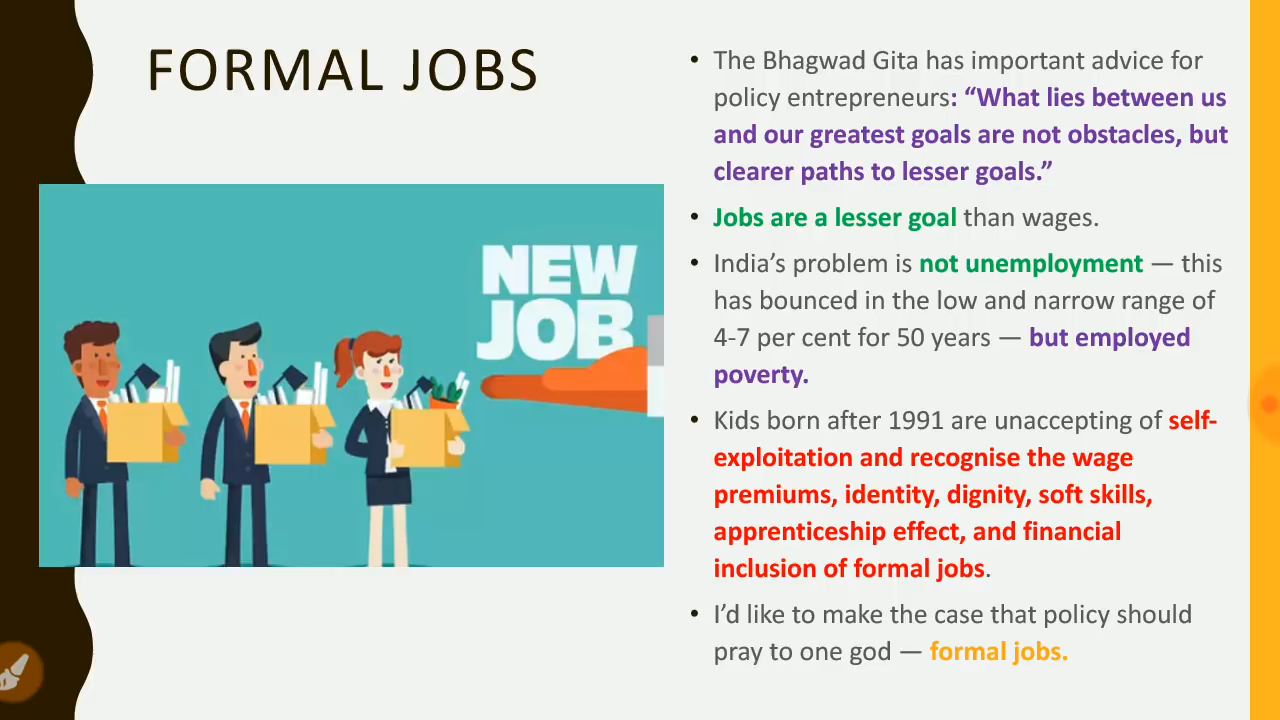 FORMAL JOBS
NEW
JOB
• The Bhagwad Gita has important advice for
policy entrepreneurs: “What lies between us
and our greatest goals are not obstacles, but
clearer paths to lesser goals.”
• Jobs are a lesser goal than wages.
• India’s problem is not unemployment — this
has bounced in the low and narrow range of
4-7 per cent for 50 years — but employed
poverty.
• Kids born after 1991 are unaccepting of self-
exploitation and recognise the wage
premiums, identity, dignity, soft skills,
apprenticeship effect, and financial
inclusion of formal jobs.
• I’d like to make the case that policy should
pray to one god — formal jobs.